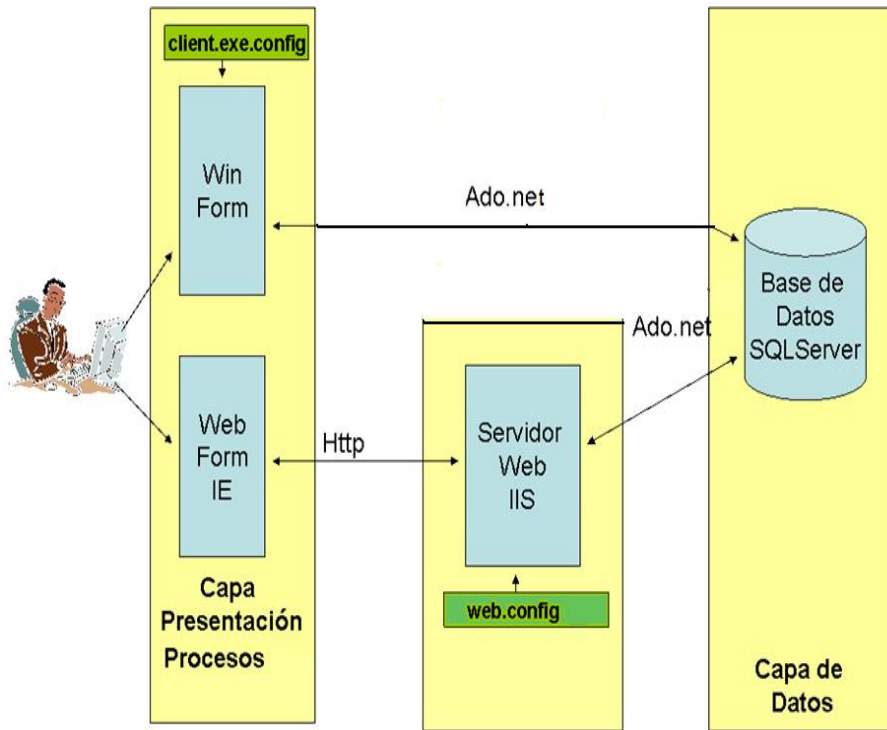 client.exe.config
Win
Form
Ado.net
Base de
Datos
SQLServer
Ado.net
Web
Form
IE
Http
Servidor
Web
IIS
web.config
Capa
Presentación
Procesos
Capa de
Datos